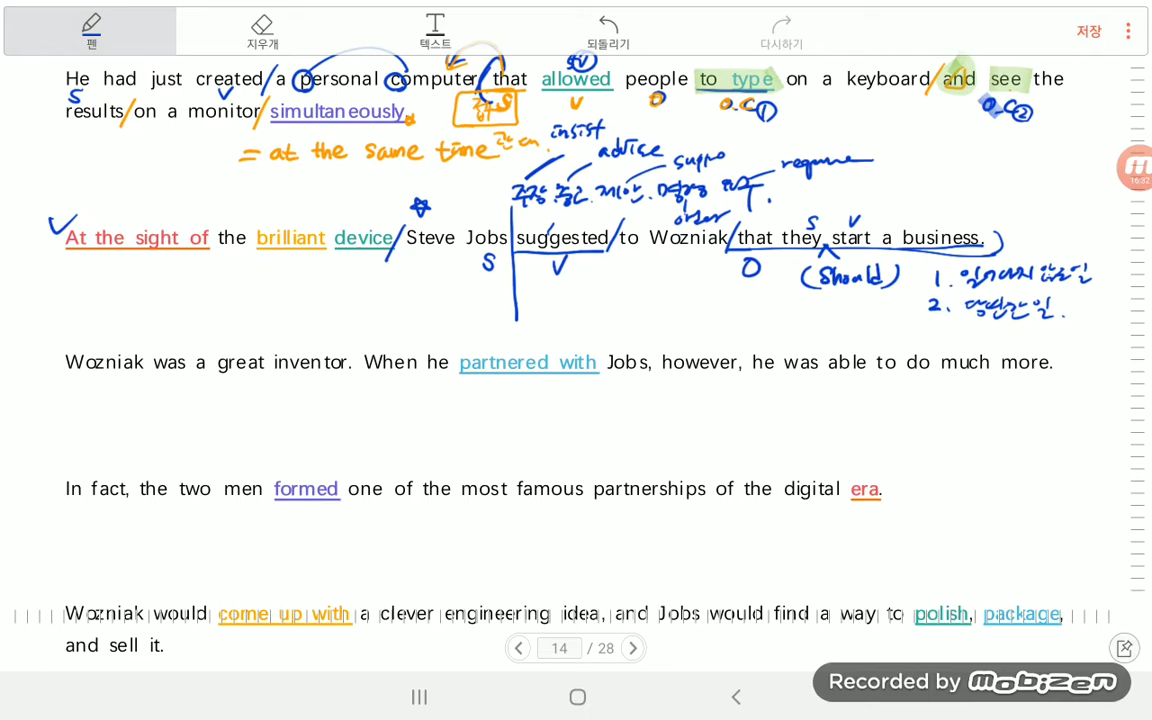 펜 지우개 텍스트 되돌리기 다시하기 저장
He had just created / a personal computer, that allowed people to type on a keyboard / and see the
S V V O O.C ① O.C ②
results / on a monitor / simultaneously.
16:32
= at the same time
insist
advice
require
주장. 충고. 제안. 명령. 요구.
order
At the sight of the brilliant device / Steve Jobs suggested / to Wozniak / that they start a business.
S V S V O
(should)
1. 일어나지 않은 일
2. 당연한 일.
Wozniak was a great inventor. When he partnered with Jobs, however, he was able to do much more.
In fact, the two men formed one of the most famous partnerships of the digital era.
Wozniak would come up with a clever engineering idea, and Jobs would find a way to polish, package,
and sell it.
14 / 28
Recorded by mobizen